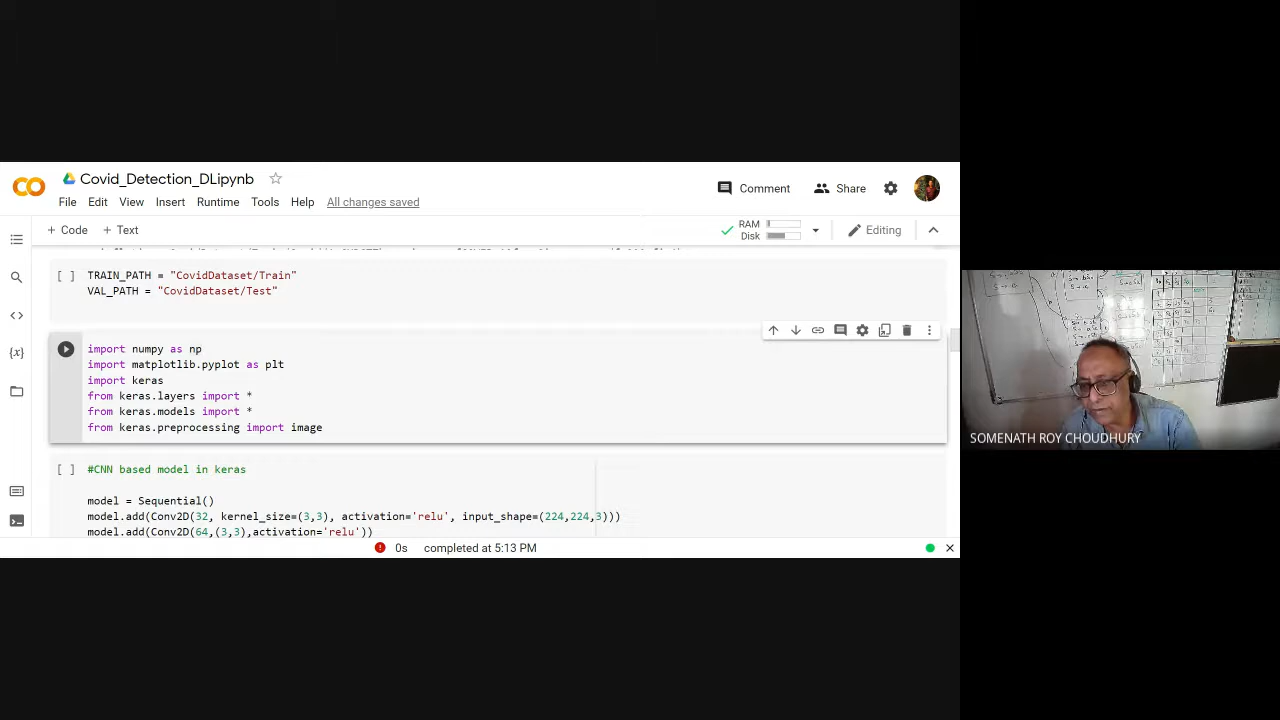 Covid_Detection_DLipynb
Comment
Share
File Edit View Insert Runtime Tools Help All changes saved
+ Code + Text
RAM
Disk
Editing
[ ] TRAIN_PATH = "CovidDataset/Train"
VAL_PATH = "CovidDataset/Test"
import numpy as np
import matplotlib.pyplot as plt
import keras
from keras.layers import *
from keras.models import *
from keras.preprocessing import image
[ ] #CNN based model in keras
model = Sequential()
model.add(Conv2D(32, kernel_size=(3,3), activation='relu', input_shape=(224,224,3)))
model.add(Conv2D(64,(3,3),activation='relu'))
0s completed at 5:13 PM
SOMENATH ROY CHOUDHURY